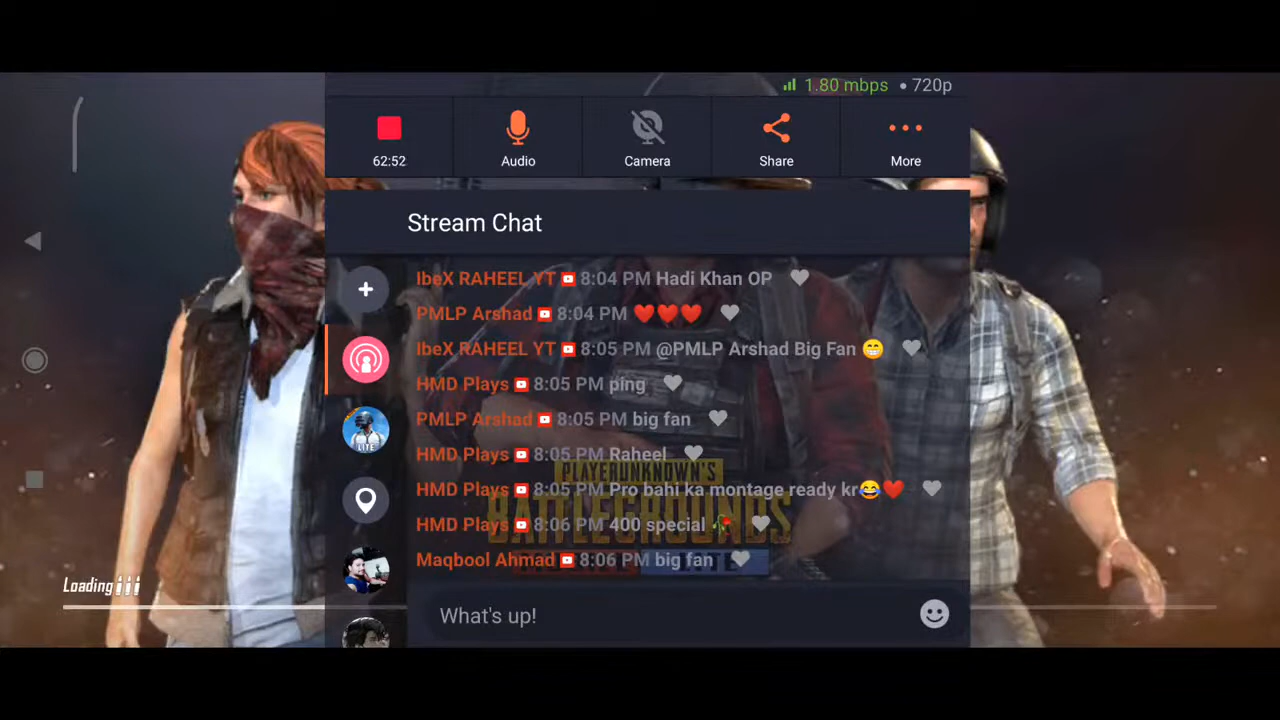 1.80 mbps • 720p
62:52
Audio
Camera
Share
More
Stream Chat
IbeX RAHEEL YT 8:04 PM Hadi Khan OP
PMLP Arshad 8:04 PM ❤️❤️❤️
IbeX RAHEEL YT 8:05 PM @PMLP Arshad Big Fan 😁
HMD Plays 8:05 PM ping
PMLP Arshad 8:05 PM big fan
HMD Plays 8:05 PM Raheel
PLAYERUNKNOWN'S
HMD Plays 8:05 PM Pro bahi ka montage ready kr😂❤️
BATTLEGROUNDS
HMD Plays 8:06 PM 400 special 🌹
Maqbool Ahmad 8:06 PM big fan
LITE
Loading
What's up!